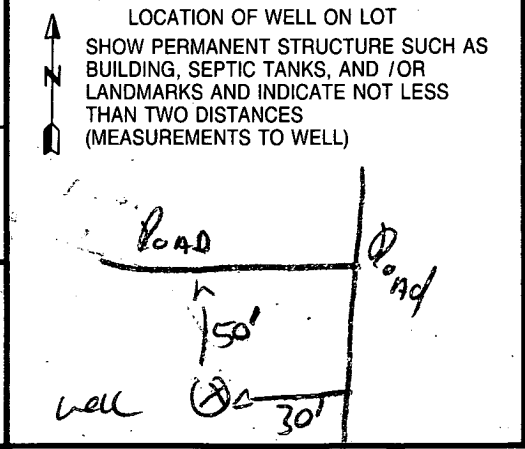 LOCATION OF WELL ON LOT
SHOW PERMANENT STRUCTURE SUCH AS
N
BUILDING, SEPTIC TANKS, AND /OR
LANDMARKS AND INDICATE NOT LESS
THAN TWO DISTANCES
(MEASUREMENTS TO WELL)
ROAD
ROAD
50'
well
X
30'